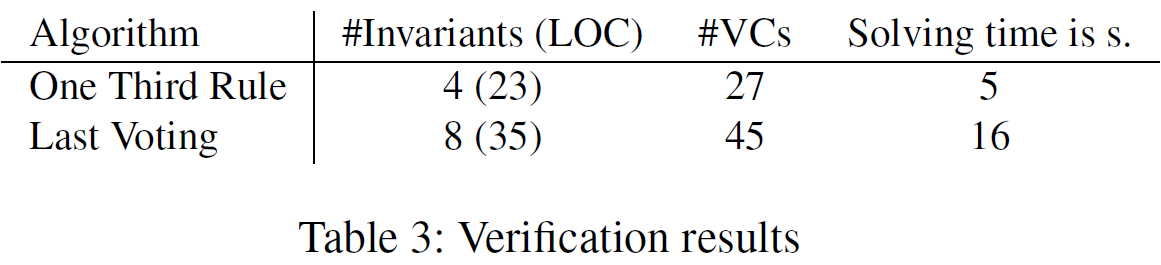 Algorithm #Invariants (LOC) #VCs Solving time is s.
One Third Rule 4 (23) 27 5
Last Voting 8 (35) 45 16
Table 3: Verification results